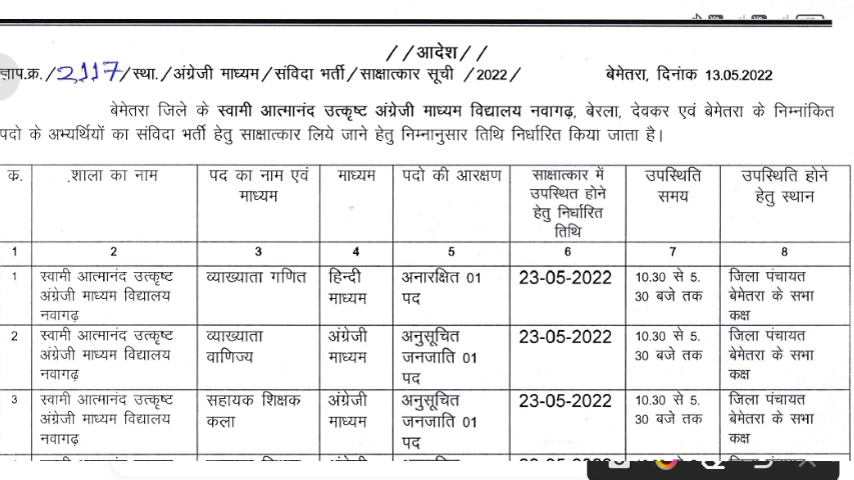 //आदेश//
ज्ञाप.क्र./2117/स्था./अंग्रेजी माध्यम/संविदा भर्ती/साक्षात्कार सूची /2022/ बेमेतरा, दिनांक 13.05.2022
बेमेतरा जिले के स्वामी आत्मानंद उत्कृष्ट अंग्रेजी माध्यम विद्यालय नवागढ़, बेरला, देवकर एवं बेमेतरा के निम्नांकित
पदो के अभ्यर्थियों का संविदा भर्ती हेतु साक्षात्कार लिये जाने हेतु निम्नानुसार तिथि निर्धारित किया जाता है।
क. .शाला का नाम पद का नाम एवं माध्यम माध्यम पदो की आरक्षण साक्षात्कार में उपस्थित होने हेतु निर्धारित तिथि उपस्थिति समय उपस्थिति होने हेतु स्थान
1 2 3 4 5 6 7 8
1 स्वामी आत्मानंद उत्कृष्ट अंग्रेजी माध्यम विद्यालय नवागढ़ व्याख्याता गणित हिन्दी माध्यम अनारक्षित 01 पद 23-05-2022 10.30 से 5. 30 बजे तक जिला पंचायत बेमेतरा के सभा कक्ष
2 स्वामी आत्मानंद उत्कृष्ट अंग्रेजी माध्यम विद्यालय नवागढ़ व्याख्याता वाणिज्य अंग्रेजी माध्यम अनुसूचित जनजाति 01 पद 23-05-2022 10.30 से 5. 30 बजे तक जिला पंचायत बेमेतरा के सभा कक्ष
3 स्वामी आत्मानंद उत्कृष्ट अंग्रेजी माध्यम विद्यालय नवागढ़ सहायक शिक्षक कला अंग्रेजी माध्यम अनुसूचित जनजाति 01 पद 23-05-2022 10.30 से 5. 30 बजे तक जिला पंचायत बेमेतरा के सभा कक्ष